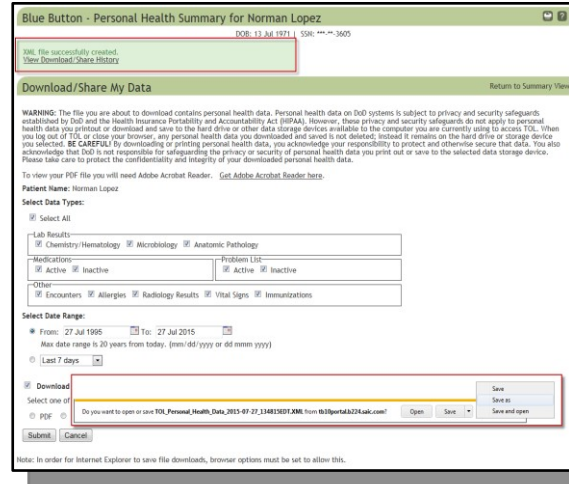 Blue Button - Personal Health Summary for Norman Lopez
DOB: 13 Jul 1971 | SSN: ***-**-3605
XML file successfully created.
View Download/Share History
Download/Share My Data
Return to Summary View
WARNING: The file you are about to download contains personal health data. Personal health data on DoD systems is subject to privacy and security safeguards
established by DoD and the Health Insurance Portability and Accountability Act (HIPAA). However, these privacy and security safeguards do not apply to personal
health data you printout or download and save to the hard drive or other data storage devices available to the computer you are currently using to access TOL. When
you log out of TOL or close your browser, any personal health data you downloaded and saved is not deleted; instead it remains on the hard drive or storage device
you selected. BE CAREFUL! By downloading or printing personal health data, you acknowledge your responsibility to protect and otherwise secure that data. You also
acknowledge that DoD is not responsible for safeguarding the privacy or security of personal health data you print out or save to the selected data storage device.
Please take care to protect the confidentiality and integrity of your downloaded personal health data.
To view your PDF file you will need Adobe Acrobat Reader. Get Adobe Acrobat Reader here.
Patient Name: Norman Lopez
Select Data Types:
Select All
Lab Results
Chemistry/Hematology Microbiology Anatomic Pathology
Medications Problem List
Active Inactive Active Inactive
Other
Encounters Allergies Radiology Results Vital Signs Immunizations
Select Date Range:
From: 27 Jul 1995 To: 27 Jul 2015
Max date range is 20 years from today. (mm/dd/yyyy or dd mmm yyyy)
Last 7 days
Download
Save
Select one of
Save as
Do you want to open or save TOL_Personal_Health_Data_2015-07-27_134815EDT.XML from tb10portal.b224.saic.com? Open Save
PDF
Save and open
Submit Cancel
Note: In order for Internet Explorer to save file downloads, browser options must be set to allow this.